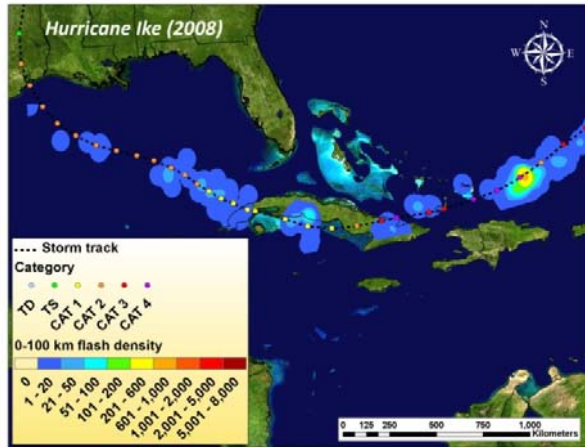 Hurricane Ike (2008)
N
W E
S
Storm track
Category
TD TS CAT 1 CAT 2 CAT 3 CAT 4
0-100 km flash density
0 1 - 20 21 - 50 51 - 100 101 - 200 201 - 600 601 - 1,000 1,001 - 2,000 2,001 - 5,000 5,001 - 8,000
0 125 250 500 750 1,000
Kilometers